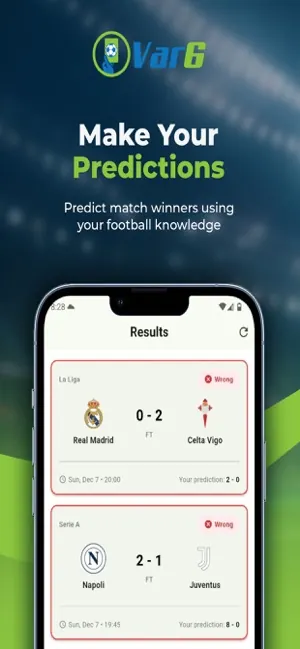 Var6
Make Your
Predictions
Predict match winners using
your football knowledge
8:28
Results
La Liga
Wrong
Real Madrid
0 - 2
FT
Celta Vigo
Sun, Dec 7 • 20:00
Your prediction: 2 - 0
Serie A
Wrong
N
Napoli
2 - 1
FT
J
Juventus
Sun, Dec 7 • 19:45
Your prediction: 8 - 0